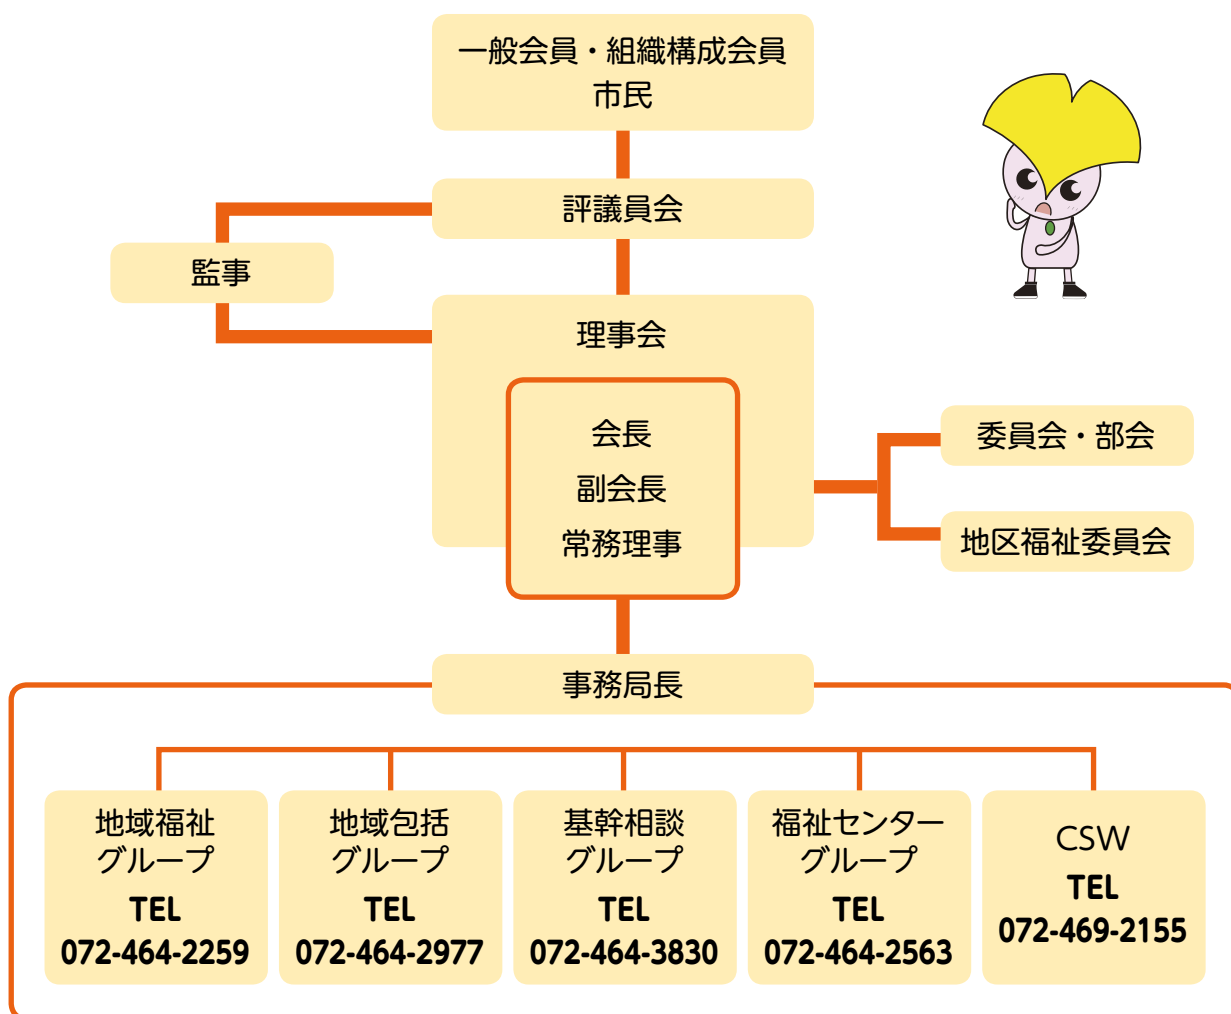 一般会員・組織構成会員
市民
評議員会
監事
理事会
会長
副会長
常務理事
委員会・部会
地区福祉委員会
事務局長
地域福祉
グループ
TEL
072-464-2259
地域包括
グループ
TEL
072-464-2977
基幹相談
グループ
TEL
072-464-3830
福祉センター
グループ
TEL
072-464-2563
CSW
TEL
072-469-2155